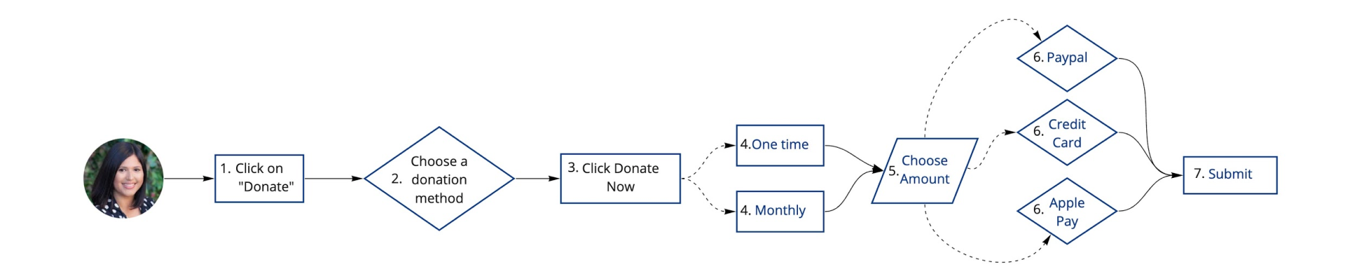 1. Click on
"Donate"
Choose a
2. donation
method
3. Click Donate
Now
4.One time
4. Monthly
Choose
5. Amount
6. Paypal
6. Credit
Card
6. Apple
Pay
7. Submit